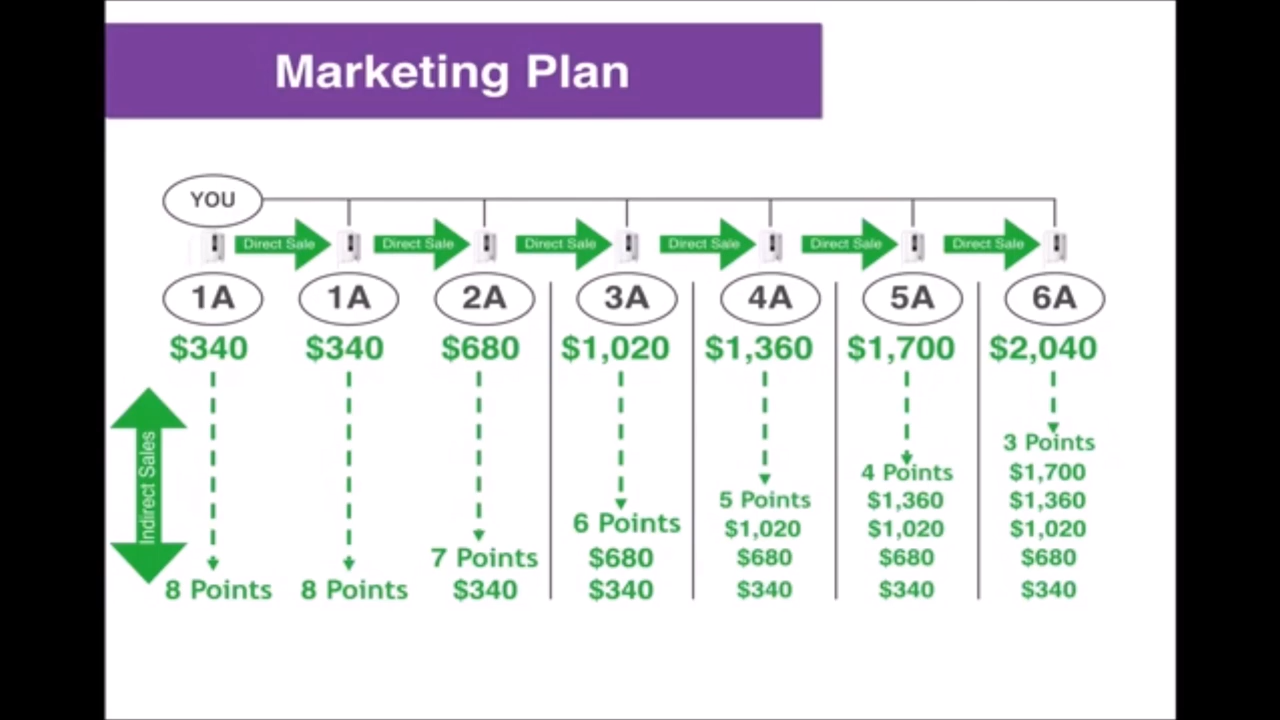 Marketing Plan
YOU
Direct Sale Direct Sale Direct Sale Direct Sale Direct Sale Direct Sale
1A 1A 2A 3A 4A 5A 6A
$340 $340 $680 $1,020 $1,360 $1,700 $2,040
Indirect Sales
8 Points
8 Points
7 Points
$340
6 Points
$680
$340
5 Points
$1,020
$680
$340
4 Points
$1,360
$1,020
$680
$340
3 Points
$1,700
$1,360
$1,020
$680
$340